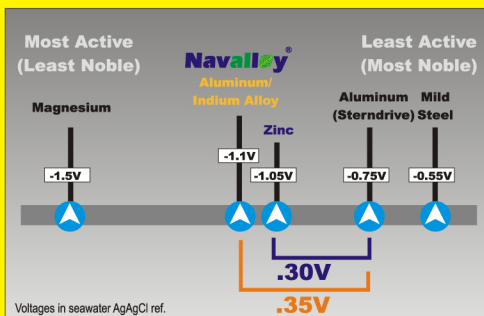 Most Active
(Least Noble)
Navalloy®
Aluminum/
Indium Alloy
Least Active
(Most Noble)
Magnesium
Zinc
Aluminum
(Sterndrive)
Mild
Steel
-1.5V
-1.1V
-1.05V
-0.75V
-0.55V
.30V
.35V
Voltages in seawater AgAgCl ref.